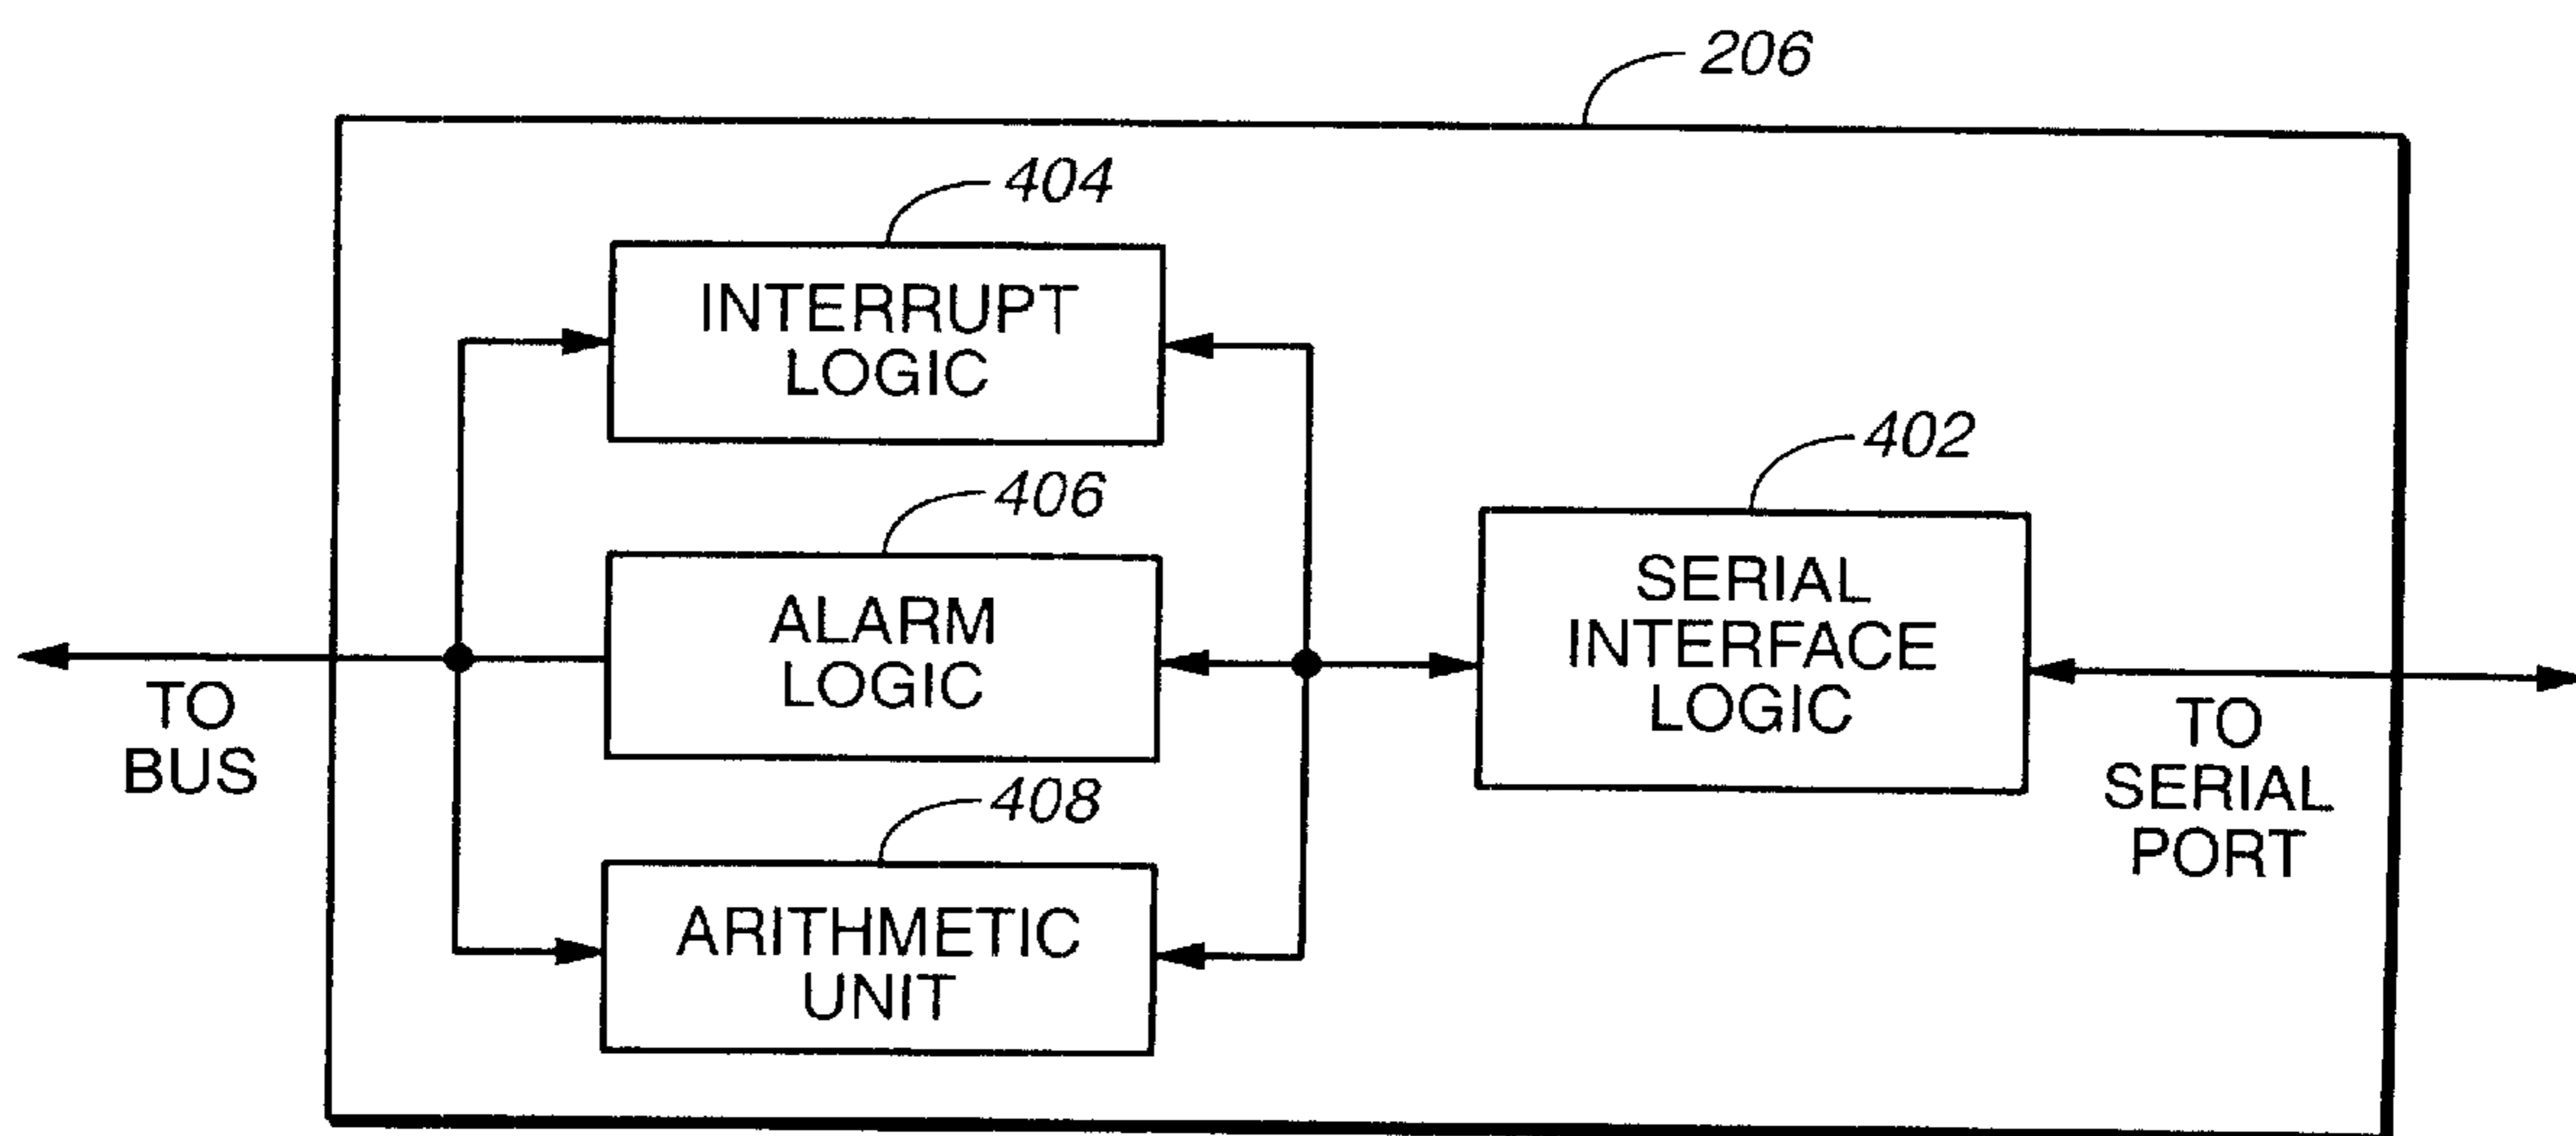 206
404
INTERRUPT
LOGIC
402
406
SERIAL
INTERFACE
LOGIC
ALARM
LOGIC
TO
BUS
TO
SERIAL
PORT
408
ARITHMETIC
UNIT